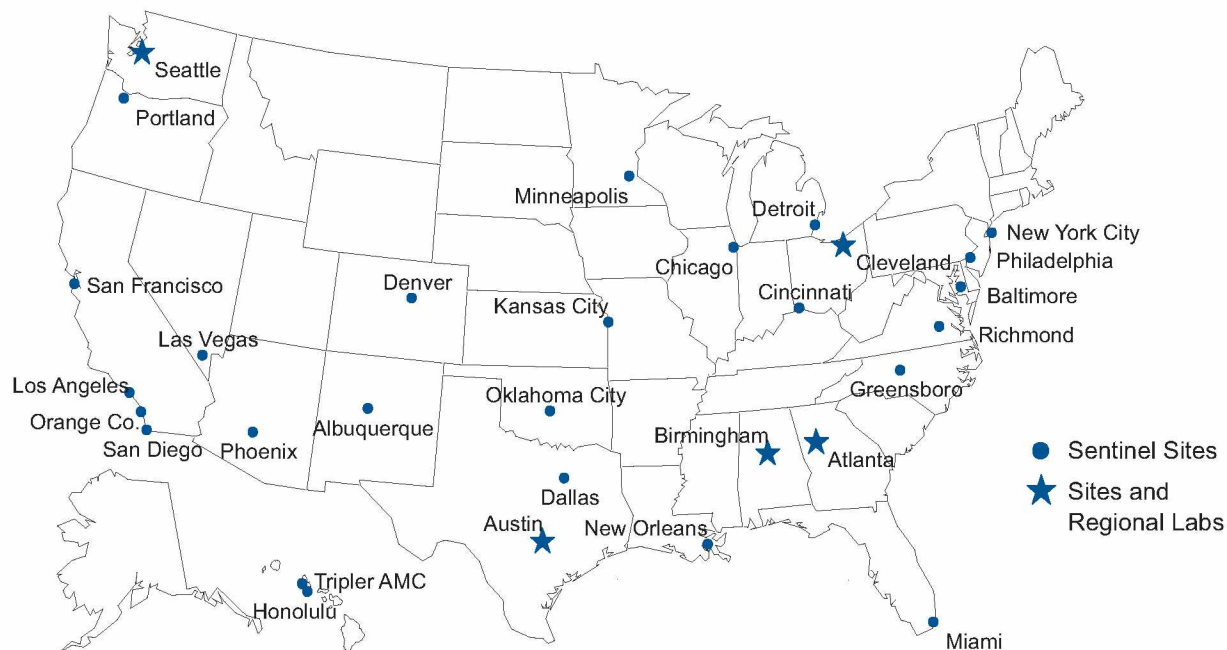 Seattle
Portland
Minneapolis
Detroit
New York City
Chicago
Cleveland
Philadelphia
San Francisco
Denver
Cincinnati
Baltimore
Kansas City
Richmond
Las Vegas
Los Angeles
Oklahoma City
Greensboro
Orange Co.
Albuquerque
San Diego
Phoenix
Birmingham
Atlanta
Sentinel Sites
Dallas
Sites and
Regional Labs
Austin
New Orleans
Tripler AMC
Honolulu
Miami